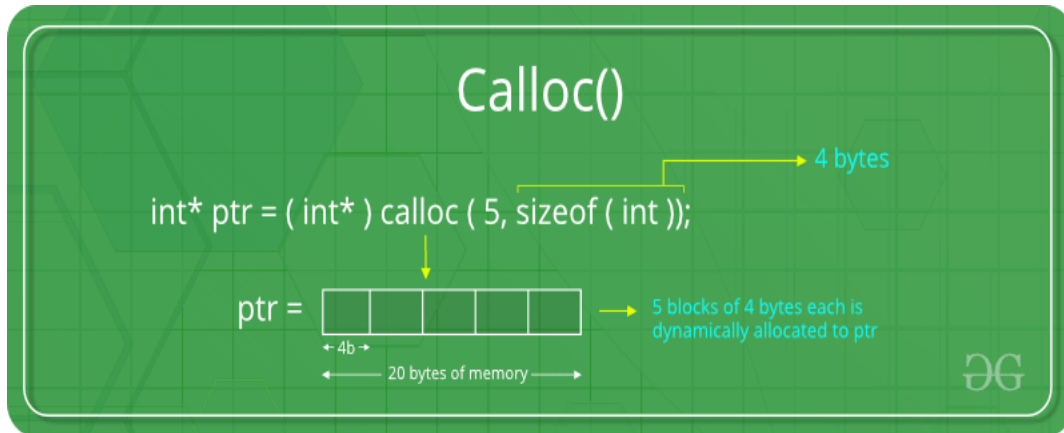 Calloc()
4 bytes
int* ptr = ( int* ) calloc ( 5, sizeof ( int ));
ptr =
5 blocks of 4 bytes each is
dynamically allocated to ptr
4b
20 bytes of memory